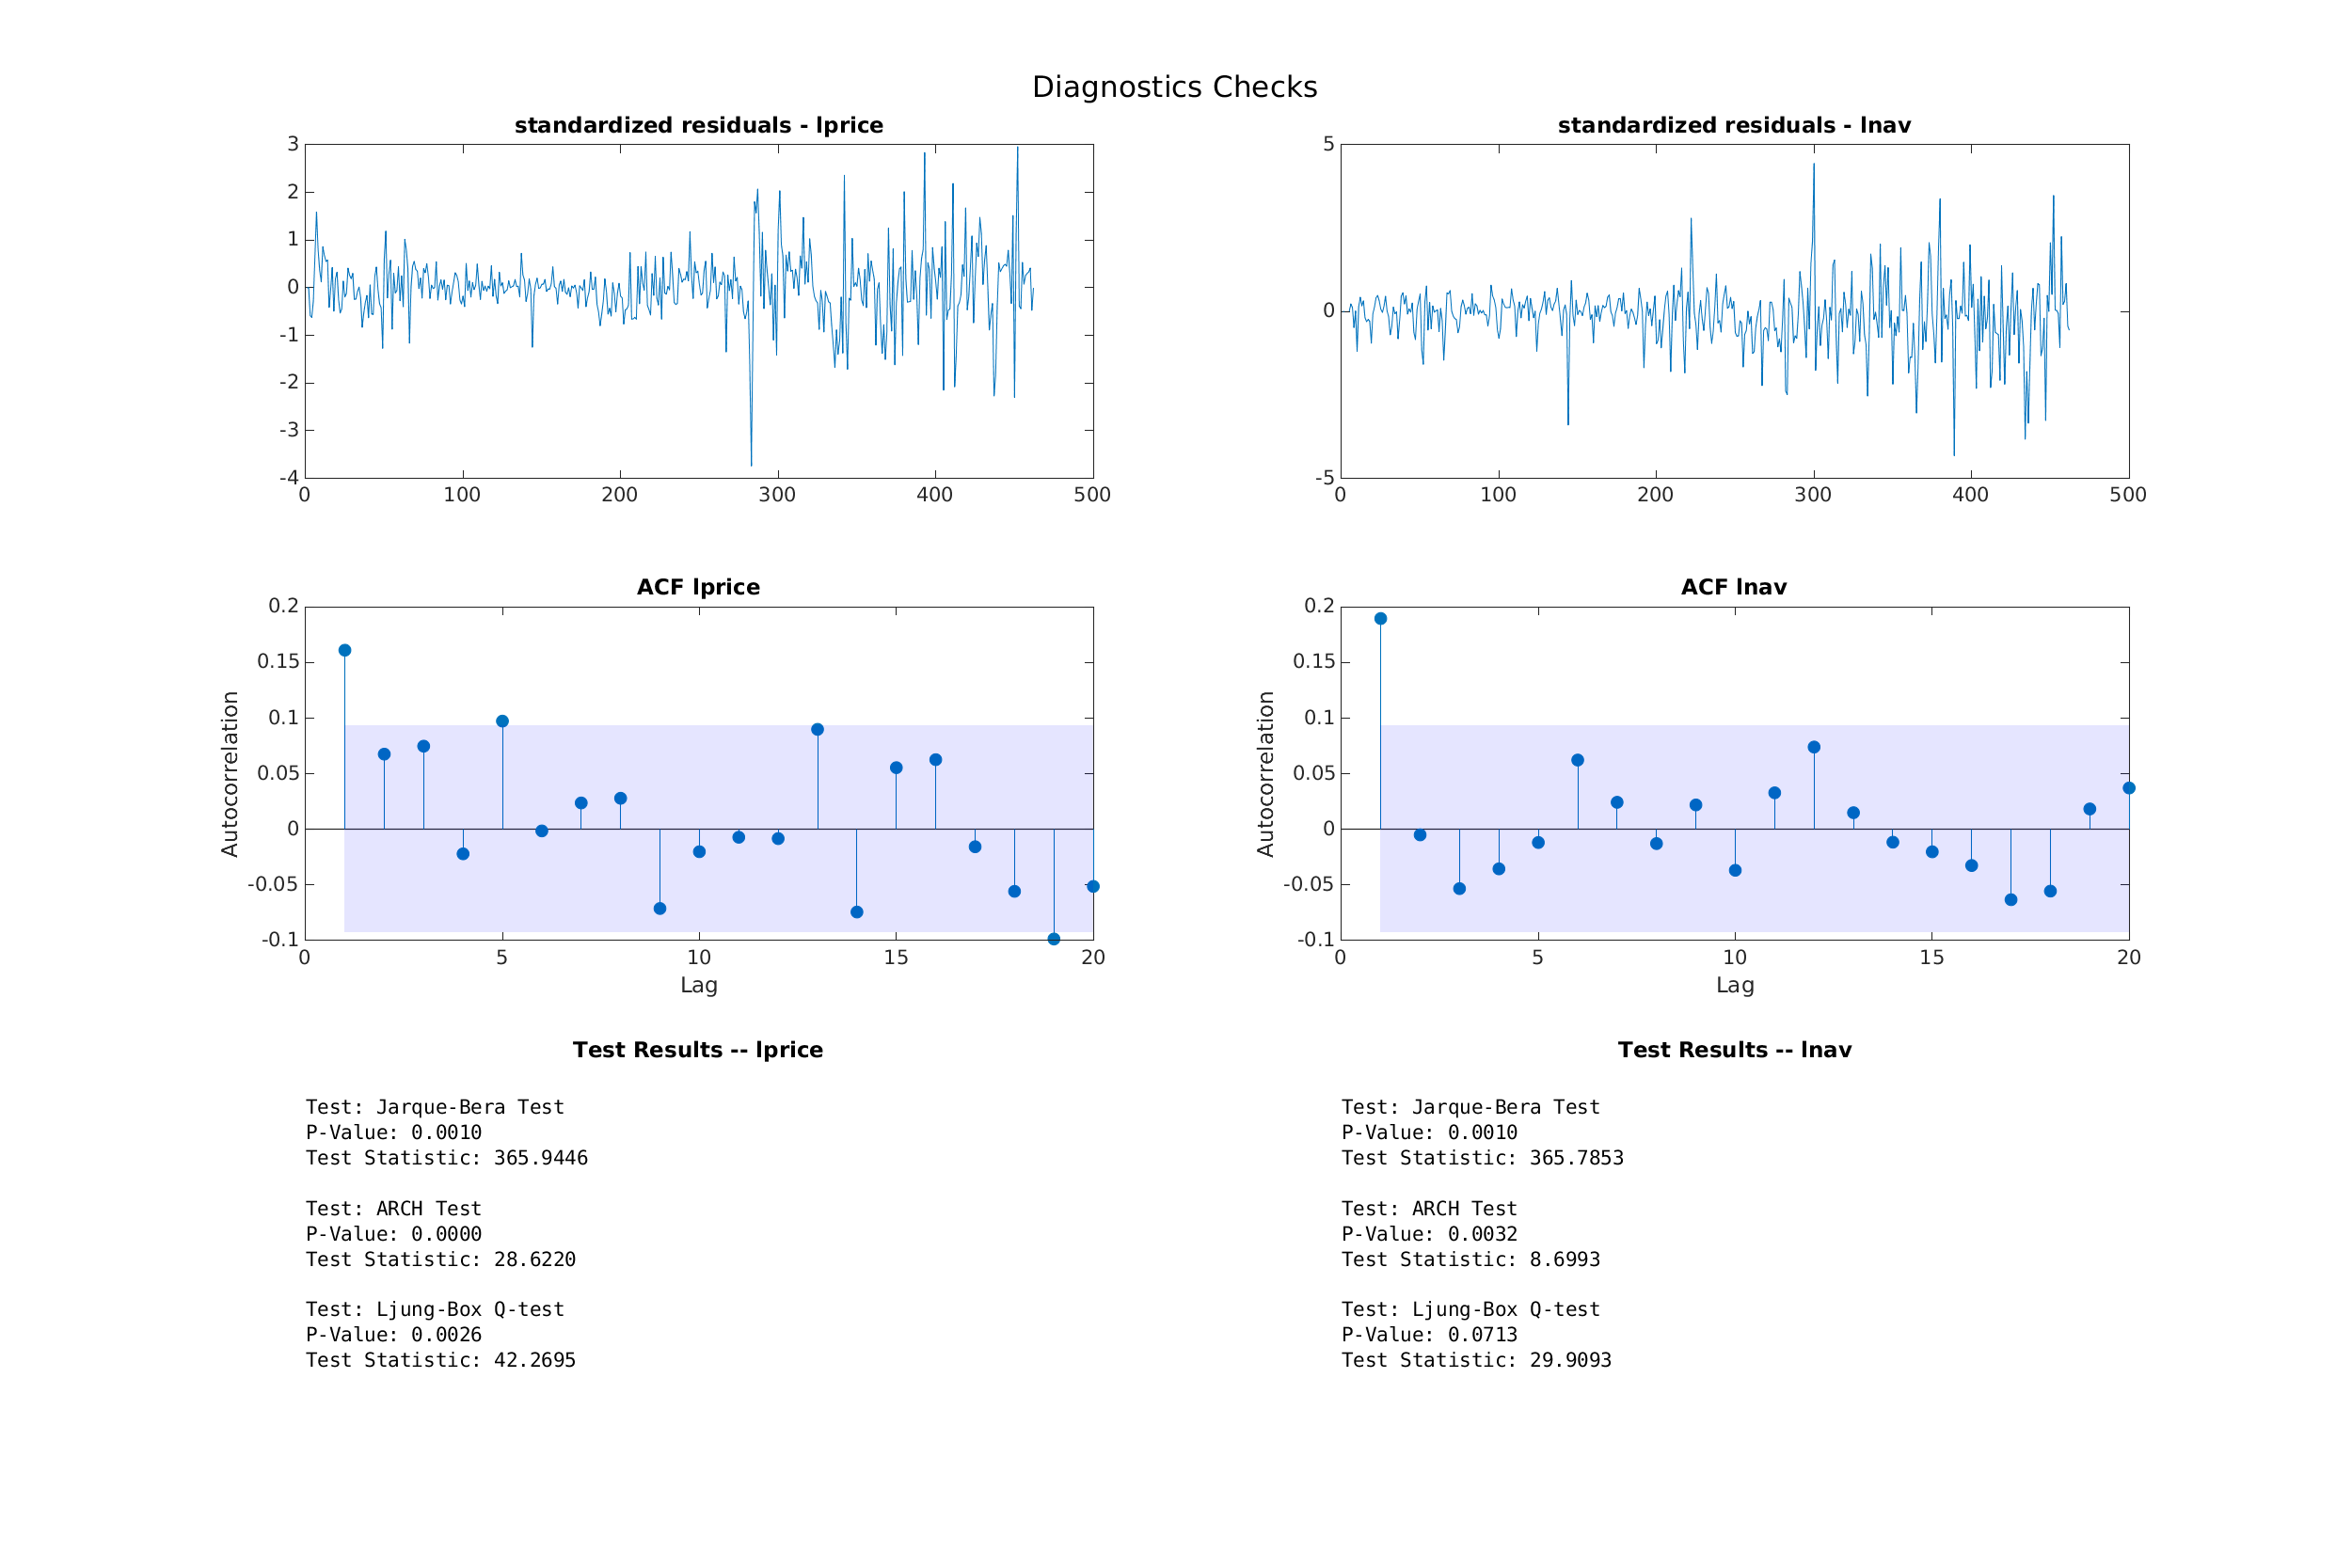 Diagnostics Checks
standardized residuals - lprice
3
2
1
0
-1
-2
-3
-4
0 100 200 300 400 500
standardized residuals - lnav
5
0
-5
0 100 200 300 400 500
ACF lprice
0.2
0.15
0.1
0.05
0
-0.05
-0.1
Autocorrelation
0 5 10 15 20
Lag
ACF lnav
0.2
0.15
0.1
0.05
0
-0.05
-0.1
Autocorrelation
0 5 10 15 20
Lag
Test Results -- lprice
Test: Jarque-Bera Test
P-Value: 0.0010
Test Statistic: 365.9446
Test: ARCH Test
P-Value: 0.0000
Test Statistic: 28.6220
Test: Ljung-Box Q-test
P-Value: 0.0026
Test Statistic: 42.2695
Test Results -- lnav
Test: Jarque-Bera Test
P-Value: 0.0010
Test Statistic: 365.7853
Test: ARCH Test
P-Value: 0.0032
Test Statistic: 8.6993
Test: Ljung-Box Q-test
P-Value: 0.0713
Test Statistic: 29.9093